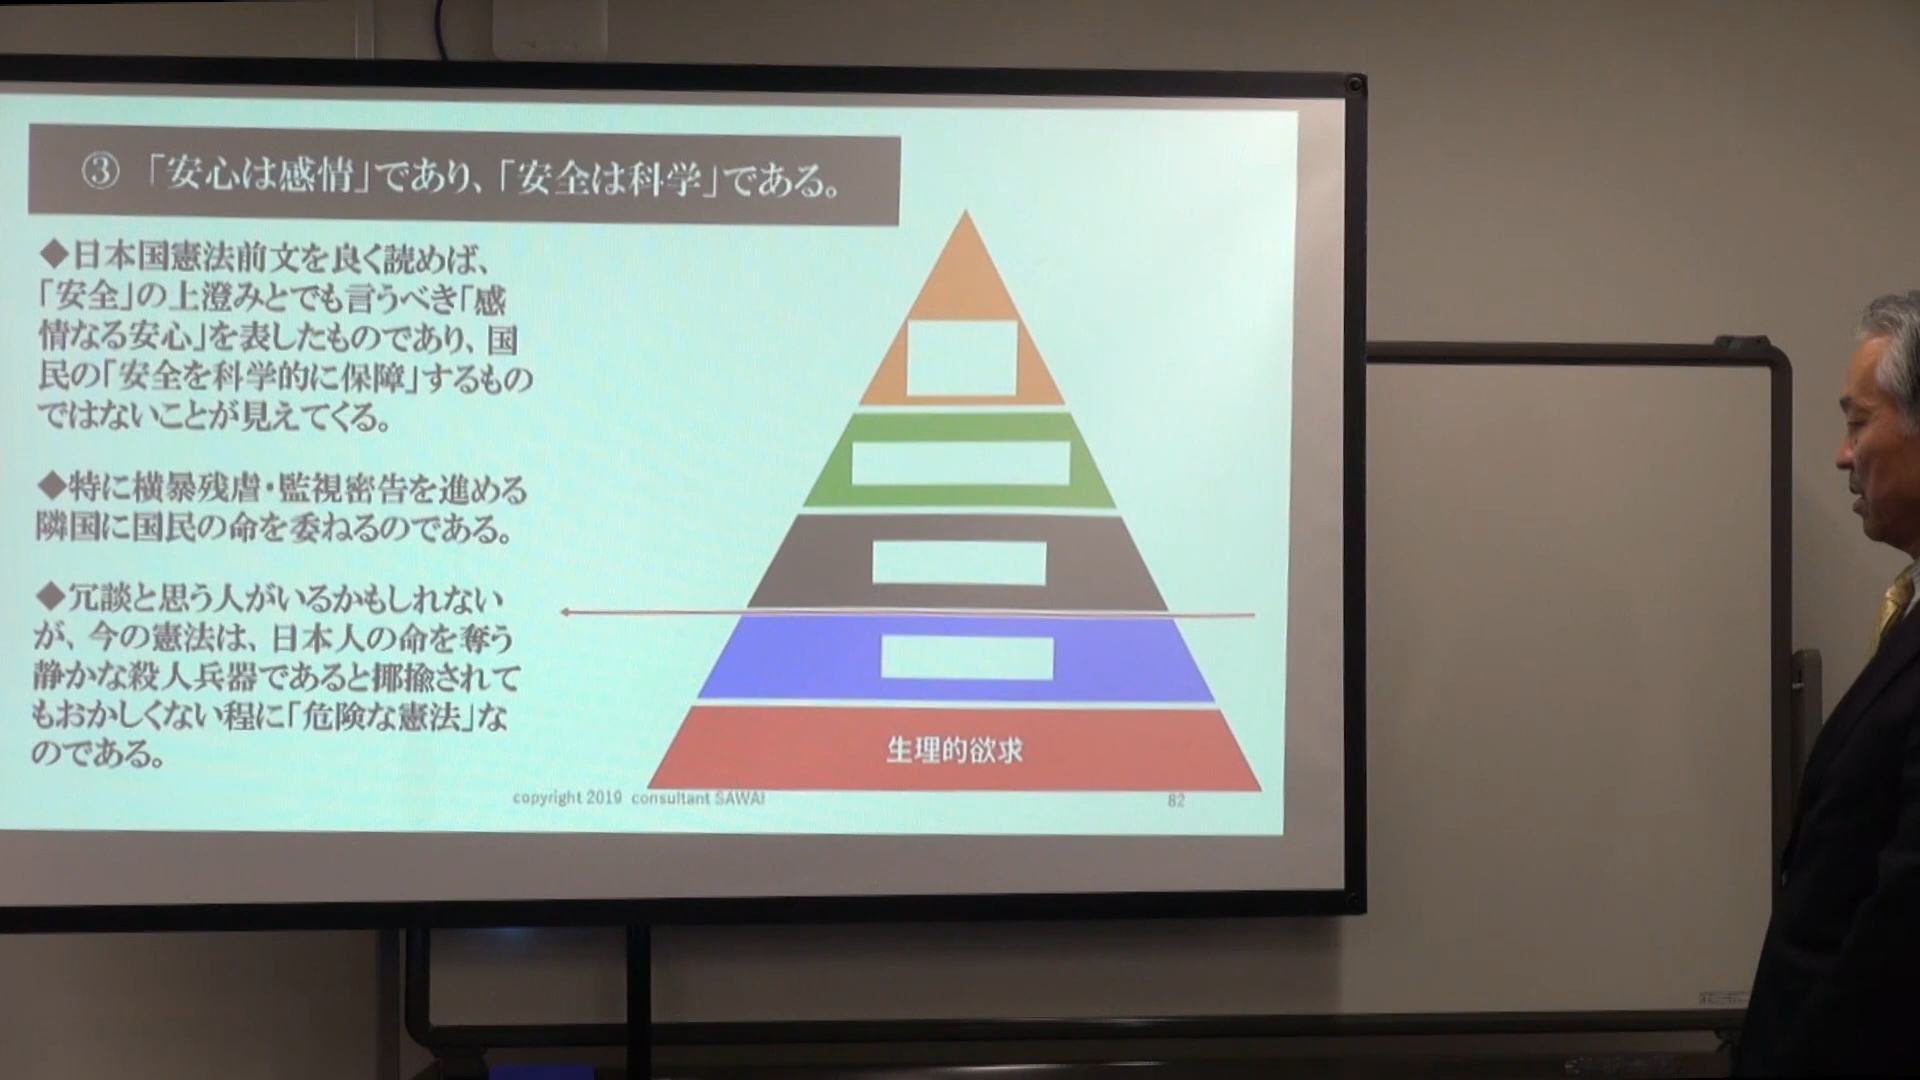 ③ 「安心は感情」であり、「安全は科学」である。
◆日本国憲法前文を良く読めば、
「安全」の上澄みとでも言うべき「感
情なる安心」を表したものであり、国
民の「安全を科学的に保障」するもの
ではないことが見えてくる。
◆特に横暴残虐・監視密告を進める
隣国に国民の命を委ねるのである。
◆冗談と思う人がいるかもしれない
が、今の憲法は、日本人の命を奪う
静かな殺人兵器であると揶揄されて
もおかしくない程に「危険な憲法」な
のである。
生理的欲求
copyright 2019 consultant SAWAI
82